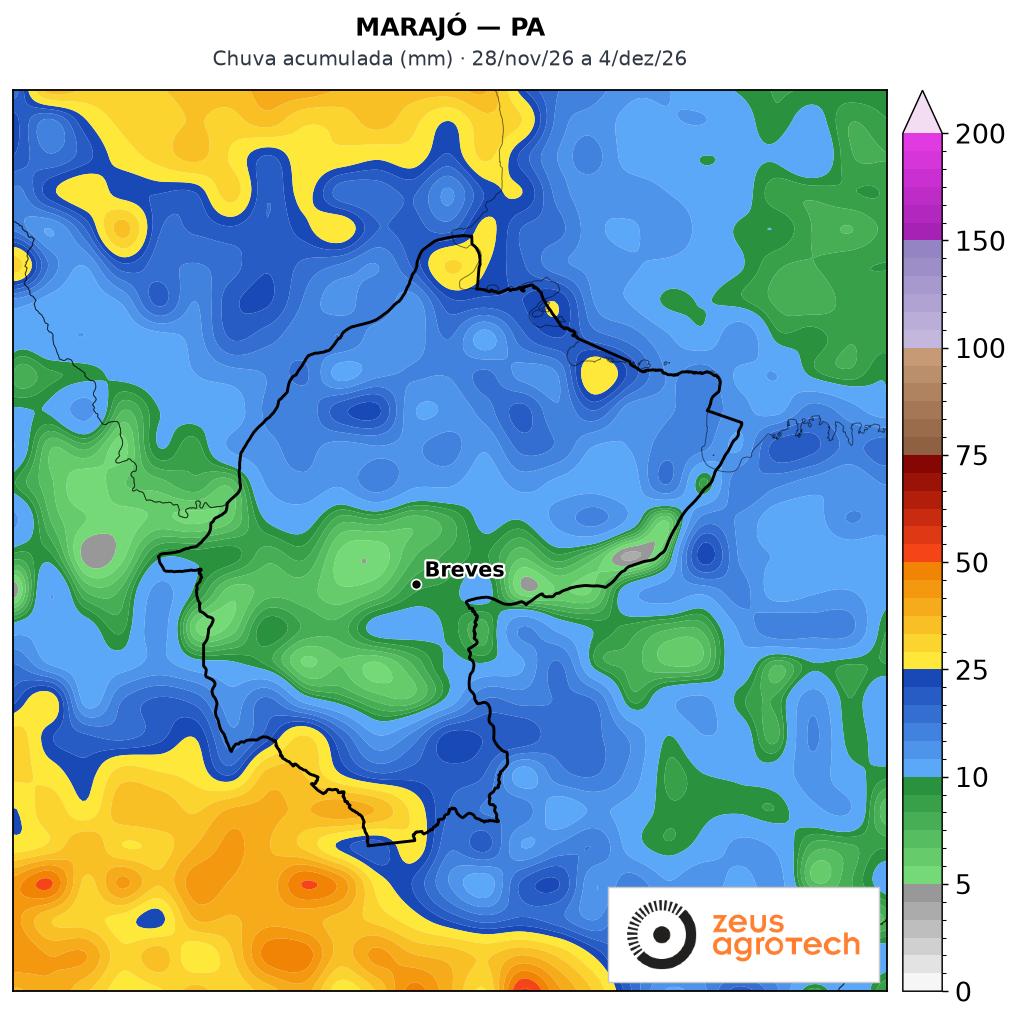 MARAJÓ — PA
Chuva acumulada (mm) · 28/nov/26 a 4/dez/26
200
150
100
75
50
25
10
5
0
Breves
zeus
agrotech